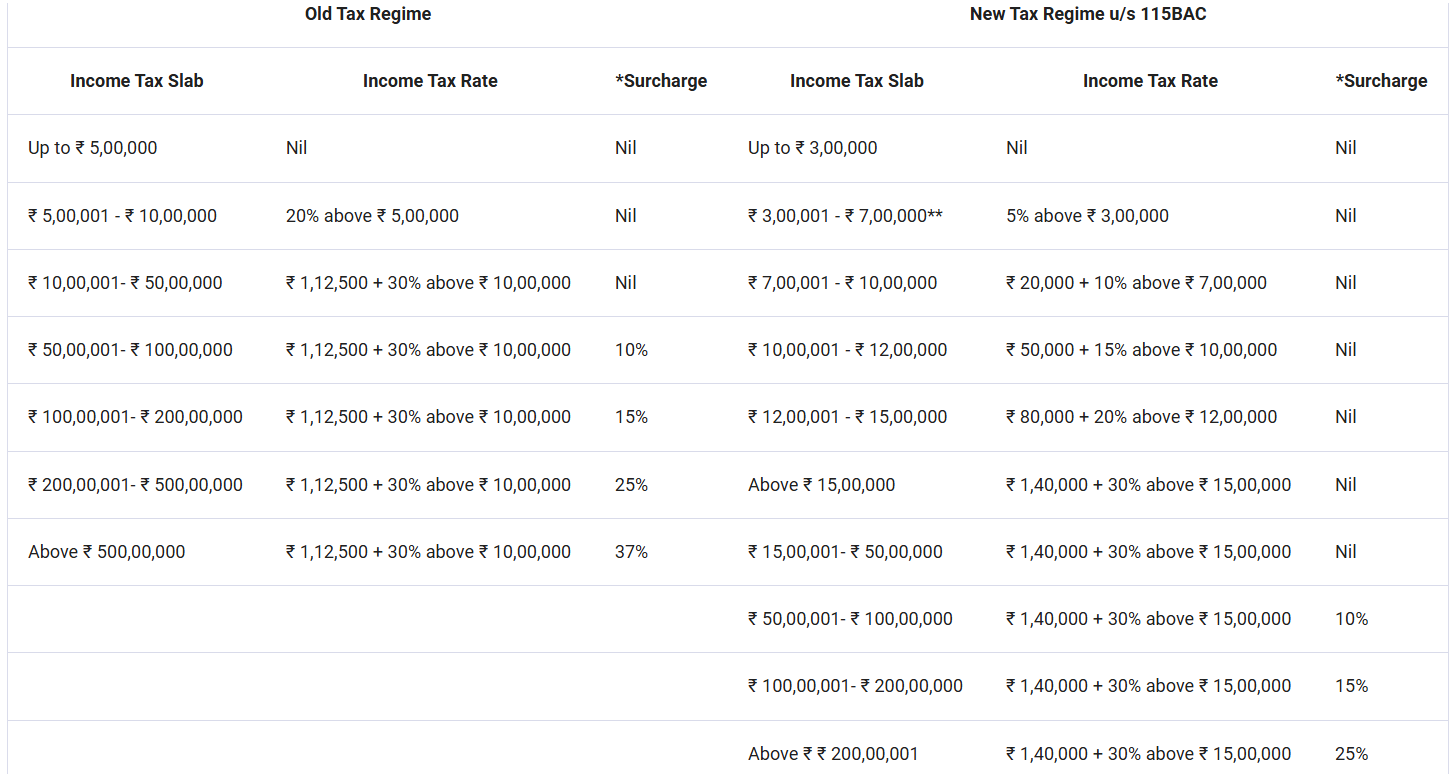 Old Tax Regime New Tax Regime u/s 115BAC
Income Tax Slab Income Tax Rate *Surcharge Income Tax Slab Income Tax Rate *Surcharge
Up to ₹ 5,00,000 Nil Nil Up to ₹ 3,00,000 Nil Nil
₹ 5,00,001 - ₹ 10,00,000 20% above ₹ 5,00,000 Nil ₹ 3,00,001 - ₹ 7,00,000** 5% above ₹ 3,00,000 Nil
₹ 10,00,001- ₹ 50,00,000 ₹ 1,12,500 + 30% above ₹ 10,00,000 Nil ₹ 7,00,001 - ₹ 10,00,000 ₹ 20,000 + 10% above ₹ 7,00,000 Nil
₹ 50,00,001- ₹ 100,00,000 ₹ 1,12,500 + 30% above ₹ 10,00,000 10% ₹ 10,00,001 - ₹ 12,00,000 ₹ 50,000 + 15% above ₹ 10,00,000 Nil
₹ 100,00,001- ₹ 200,00,000 ₹ 1,12,500 + 30% above ₹ 10,00,000 15% ₹ 12,00,001 - ₹ 15,00,000 ₹ 80,000 + 20% above ₹ 12,00,000 Nil
₹ 200,00,001- ₹ 500,00,000 ₹ 1,12,500 + 30% above ₹ 10,00,000 25% Above ₹ 15,00,000 ₹ 1,40,000 + 30% above ₹ 15,00,000 Nil
Above ₹ 500,00,000 ₹ 1,12,500 + 30% above ₹ 10,00,000 37% ₹ 15,00,001- ₹ 50,00,000 ₹ 1,40,000 + 30% above ₹ 15,00,000 Nil
₹ 50,00,001- ₹ 100,00,000 ₹ 1,40,000 + 30% above ₹ 15,00,000 10%
₹ 100,00,001- ₹ 200,00,000 ₹ 1,40,000 + 30% above ₹ 15,00,000 15%
Above ₹ ₹ 200,00,001 ₹ 1,40,000 + 30% above ₹ 15,00,000 25%